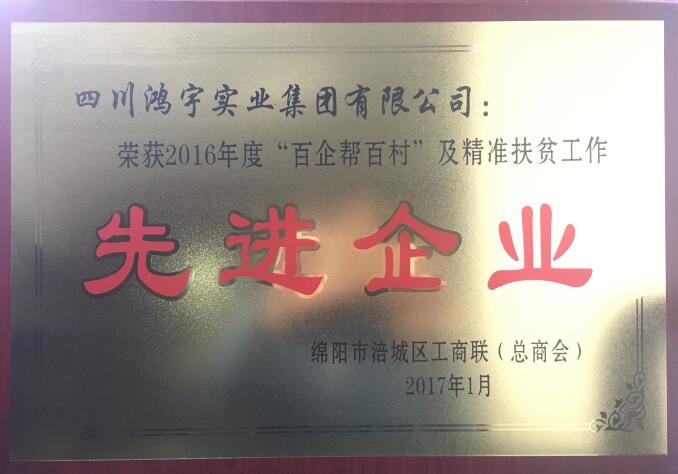 四川鸿宇实业集团有限公司：
荣获2016年度“百企帮百村”及精准扶贫工作
先进企业
绵阳市涪城区工商联（总商会）
2017年1月